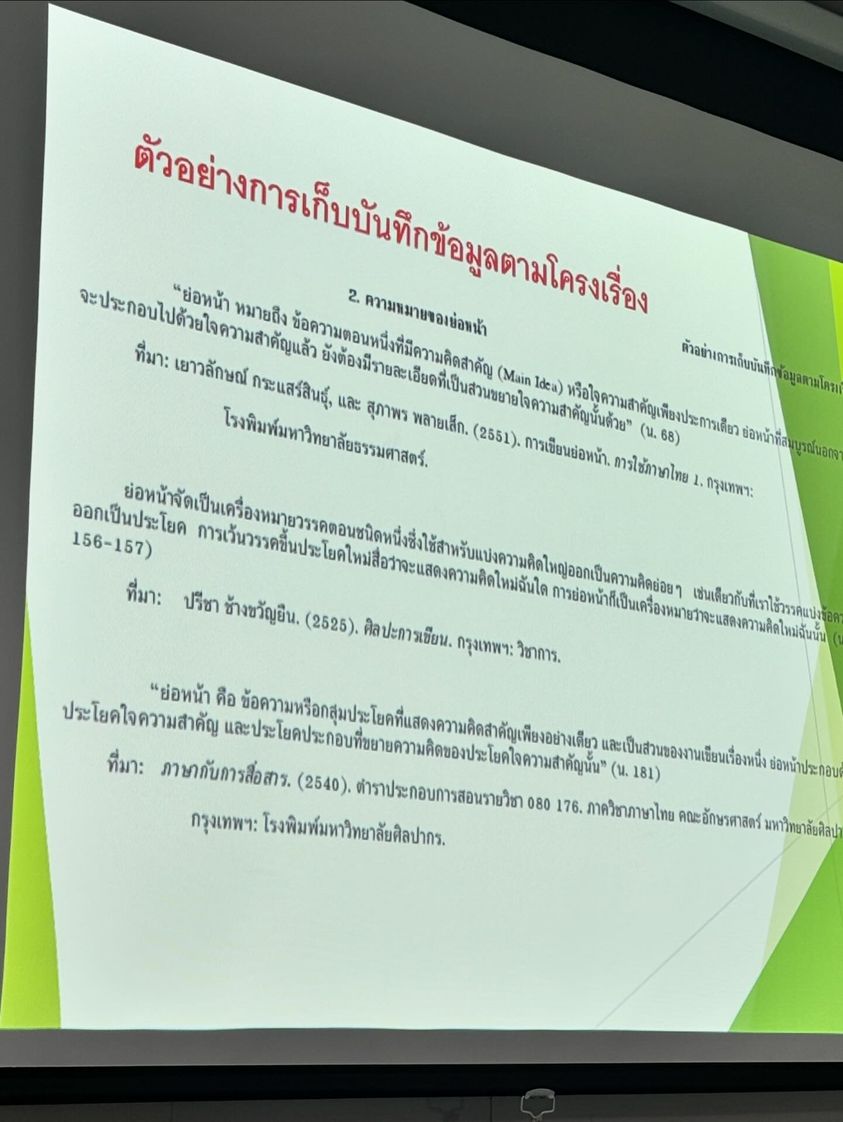 ตัวอย่างการเก็บบันทึกข้อมูลตามโครงเรื่อง
ตัวอย่างการเก็บบันทึกข้อมูลตามโครง
2. ความหมายของย่อหน้า
“ย่อหน้า หมายถึง ข้อความตอนหนึ่งที่มีความคิดสำคัญ (Main Idea) หรือใจความสำคัญเพียงประการเดียว ย่อหน้าที่สมบูรณ์นอกจา
จะประกอบไปด้วยใจความสำคัญแล้ว ยังต้องมีรายละเอียดที่เป็นส่วนขยายใจความสำคัญนั้นด้วย” (น. 68)
ที่มา: เยาวลักษณ์ กระแสร์สินธุ์, และ สุภาพร พลายเล็ก. (2551). การเขียนย่อหน้า. การใช้ภาษาไทย 1. กรุงเทพฯ:
โรงพิมพ์มหาวิทยาลัยธรรมศาสตร์.
ย่อหน้าจัดเป็นเครื่องหมายวรรคตอนชนิดหนึ่งซึ่งใช้สำหรับแบ่งความคิดใหญ่ออกเป็นความคิดย่อยๆ เช่นเดียวกับที่เราใช้วรรคแบ่งข้อคว
ออกเป็นประโยค การเว้นวรรคขึ้นประโยคใหม่สื่อว่าจะแสดงความคิดใหม่ฉันใด การย่อหน้าก็เป็นเครื่องหมายว่าจะแสดงความคิดใหม่ฉันนั้น (น
156-157)
ที่มา: ปรีชา ช้างขวัญยืน. (2525). ศิลปะการเขียน. กรุงเทพฯ: วิชาการ.
“ย่อหน้า คือ ข้อความหรือกลุ่มประโยคที่แสดงความคิดสำคัญเพียงอย่างเดียว และเป็นส่วนของงานเขียนเรื่องหนึ่ง ย่อหน้าประกอบด้
ประโยคใจความสำคัญ และประโยคประกอบที่ขยายความคิดของประโยคใจความสำคัญนั้น” (น. 181)
ที่มา: ภาษากับการสื่อสาร. (2540). ตำราประกอบการสอนรายวิชา 080 176. ภาควิชาภาษาไทย คณะอักษรศาสตร์ มหาวิทยาลัยศิลปา
กรุงเทพฯ: โรงพิมพ์มหาวิทยาลัยศิลปากร.